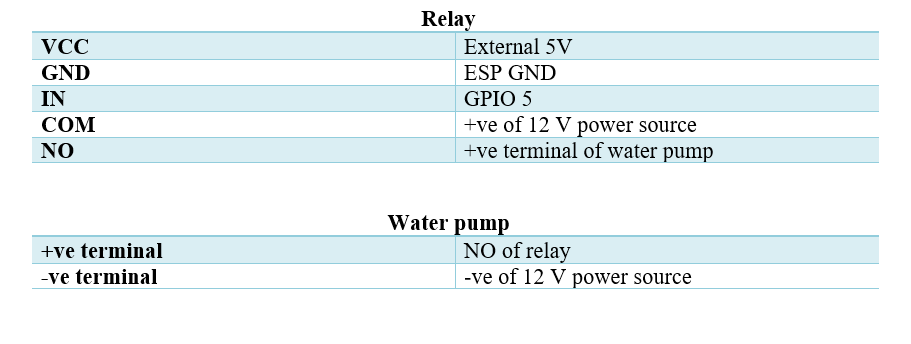 Relay
VCC External 5V
GND ESP GND
IN GPIO 5
COM +ve of 12 V power source
NO +ve terminal of water pump
Water pump
+ve terminal NO of relay
-ve terminal -ve of 12 V power source